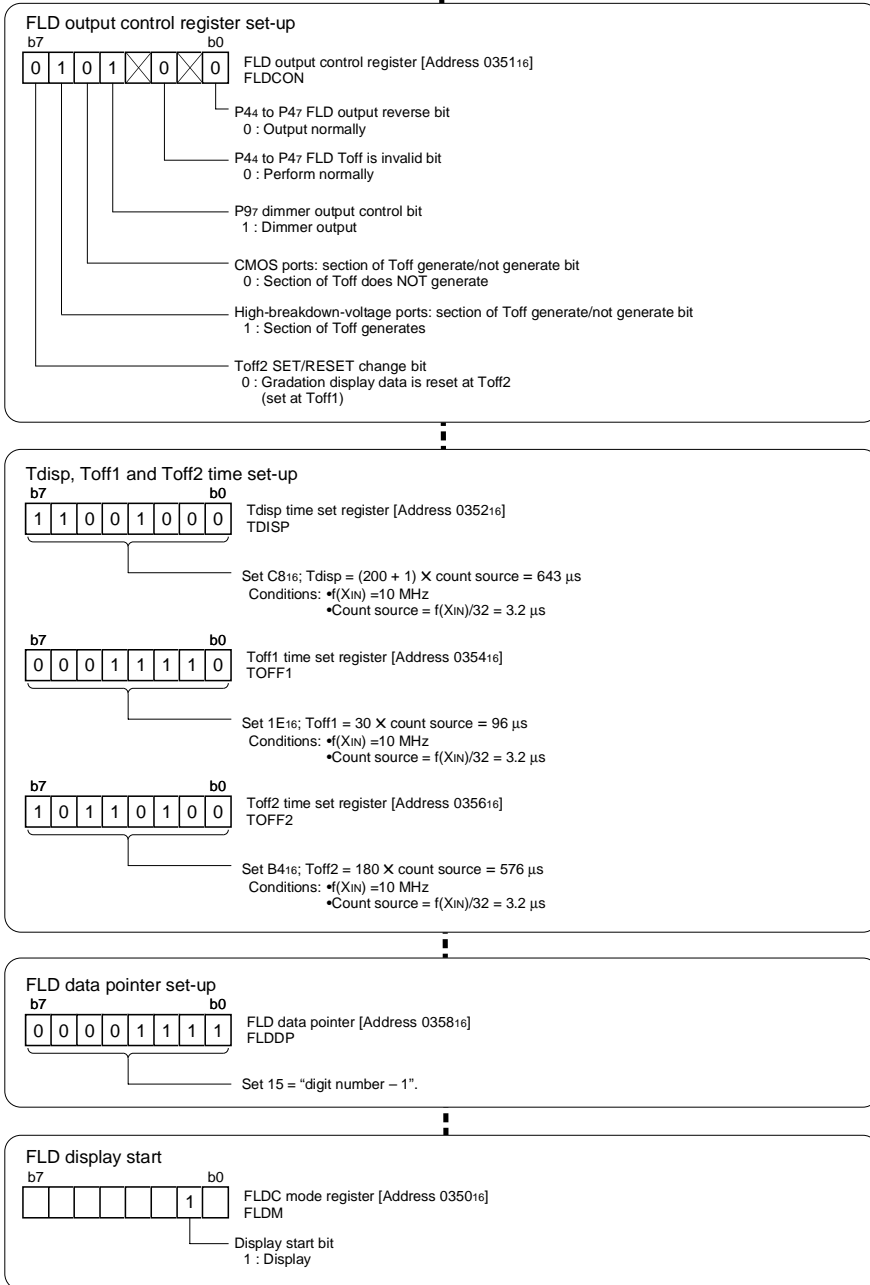 FLD output control register set-up
b7 b0
0 1 0 1 0 0
FLD output control register [Address 035116]
FLDCON
P44 to P47 FLD output reverse bit
0 : Output normally
P44 to P47 FLD Toff is invalid bit
0 : Perform normally
P97 dimmer output control bit
1 : Dimmer output
CMOS ports: section of Toff generate/not generate bit
0 : Section of Toff does NOT generate
High-breakdown-voltage ports: section of Toff generate/not generate bit
1 : Section of Toff generates
Toff2 SET/RESET change bit
0 : Gradation display data is reset at Toff2
(set at Toff1)
Tdisp, Toff1 and Toff2 time set-up
b7 b0
1 1 0 0 1 0 0 0
Tdisp time set register [Address 035216]
TDISP
Set C816; Tdisp = (200 + 1) × count source = 643 µs
Conditions: •f(XIN) =10 MHz
•Count source = f(XIN)/32 = 3.2 µs
b7 b0
0 0 0 1 1 1 1 0
Toff1 time set register [Address 035416]
TOFF1
Set 1E16; Toff1 = 30 × count source = 96 µs
Conditions: •f(XIN) =10 MHz
•Count source = f(XIN)/32 = 3.2 µs
b7 b0
1 0 1 1 0 1 0 0
Toff2 time set register [Address 035616]
TOFF2
Set B416; Toff2 = 180 × count source = 576 µs
Conditions: •f(XIN) =10 MHz
•Count source = f(XIN)/32 = 3.2 µs
FLD data pointer set-up
b7 b0
0 0 0 0 1 1 1 1
FLD data pointer [Address 035816]
FLDDP
Set 15 = “digit number – 1”.
FLD display start
b7 b0
1
FLDC mode register [Address 035016]
FLDM
Display start bit
1 : Display